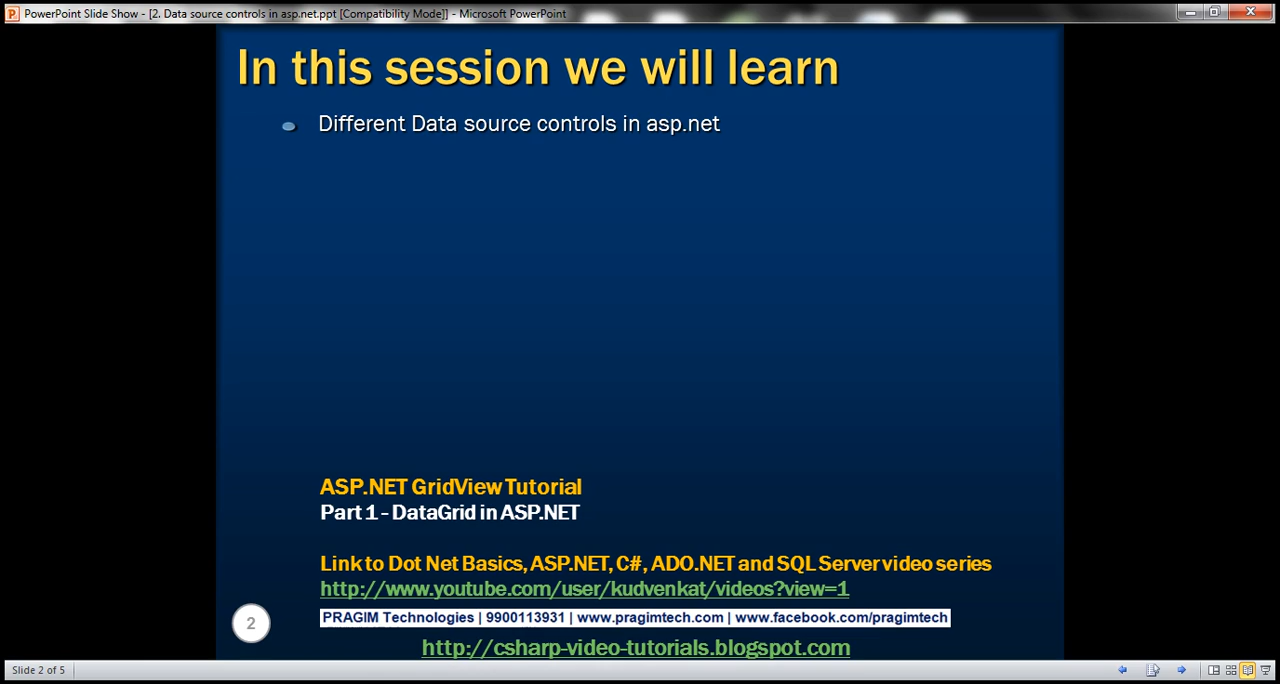 PowerPoint Slide Show - [2. Data source controls in asp.net.ppt [Compatibility Mode]] - Microsoft PowerPoint
In this session we will learn
Different Data source controls in asp.net
ASP.NET GridView Tutorial
Part 1 - DataGrid in ASP.NET
Link to Dot Net Basics, ASP.NET, C#, ADO.NET and SQL Server video series
http://www.youtube.com/user/kudvenkat/videos?view=1
2
PRAGIM Technologies | 9900113931 | www.pragimtech.com | www.facebook.com/pragimtech
http://csharp-video-tutorials.blogspot.com
Slide 2 of 5